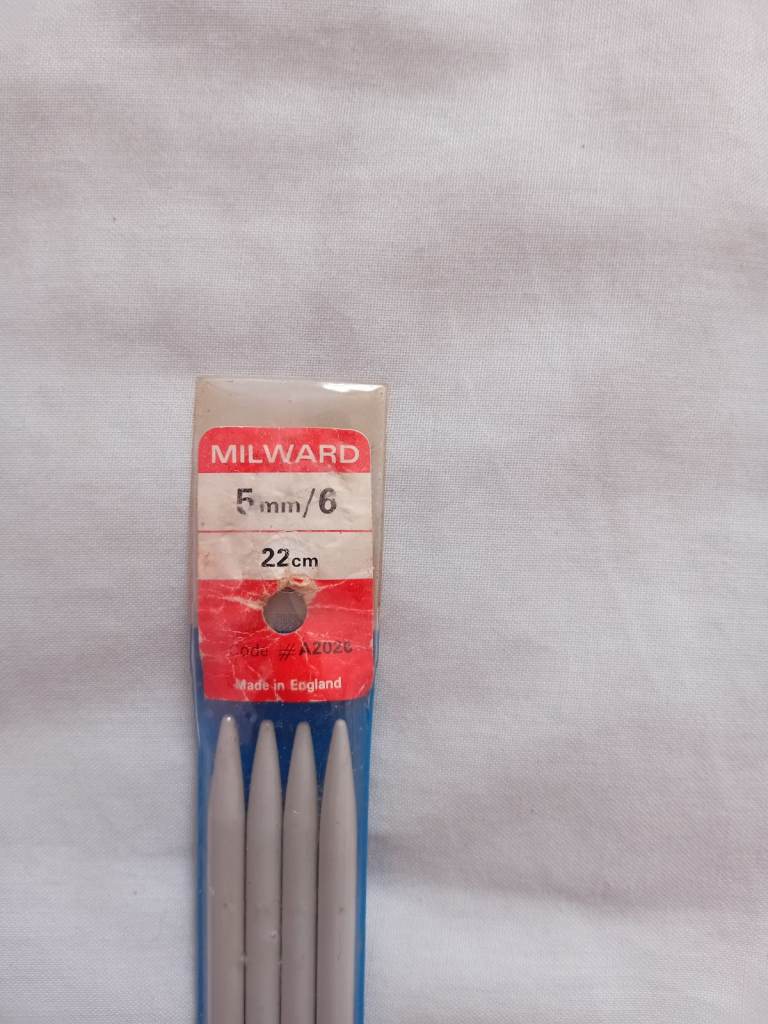 MILWARD
5mm/6
22cm
Code # A2026
Made in England